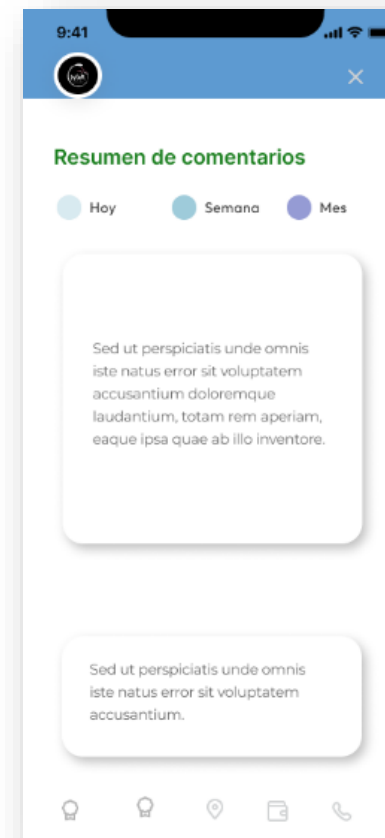 9:41
Resumen de comentarios
Hoy
Semana
Mes
Sed ut perspiciatis unde omnis
iste natus error sit voluptatem
accusantium doloremque
laudantium, totam rem aperiam,
eaque ipsa quae ab illo inventore.
Sed ut perspiciatis unde omnis
iste natus error sit voluptatem
accusantium.